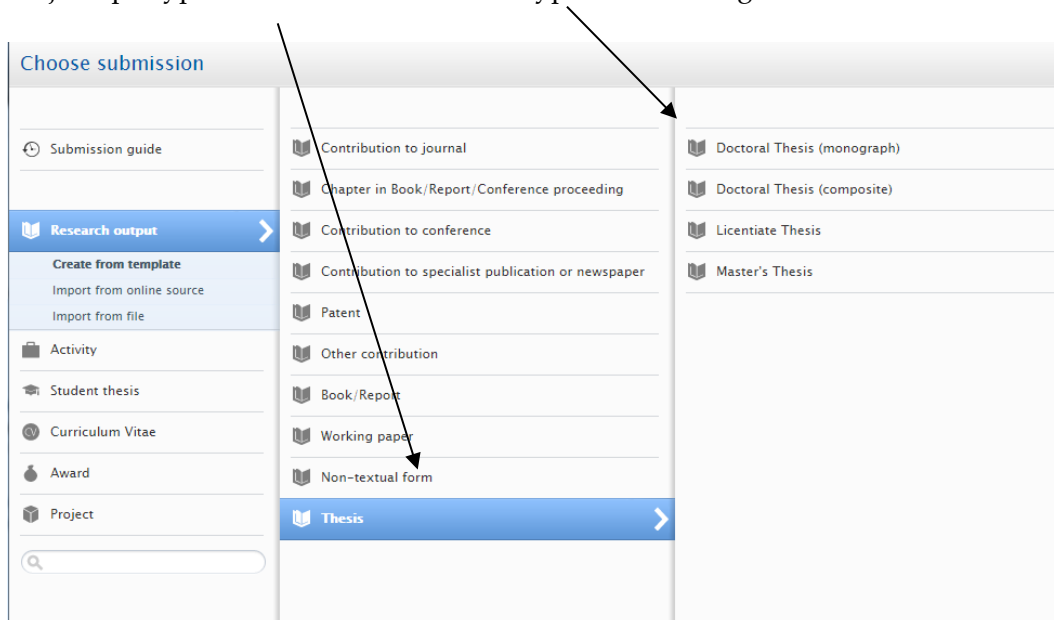 Choose submission
Submission guide
Research output
Create from template
Import from online source
Import from file
Activity
Student thesis
CV Curriculum Vitae
Award
Project
Contribution to journal
Chapter in Book/Report/Conference proceeding
Contribution to conference
Contribution to specialist publication or newspaper
Patent
Other contribution
Book/Report
Working paper
Non-textual form
Thesis
Doctoral Thesis (monograph)
Doctoral Thesis (composite)
Licentiate Thesis
Master's Thesis